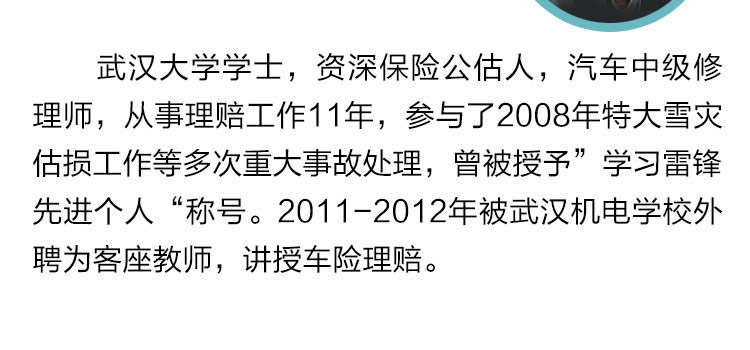 武汉大学学士，资深保险公估人，汽车中级修
理师，从事理赔工作11年，参与了2008年特大雪灾
估损工作等多次重大事故处理，曾被授予”学习雷锋
先进个人“称号。2011-2012年被武汉机电学校外
聘为客座教师，讲授车险理赔。